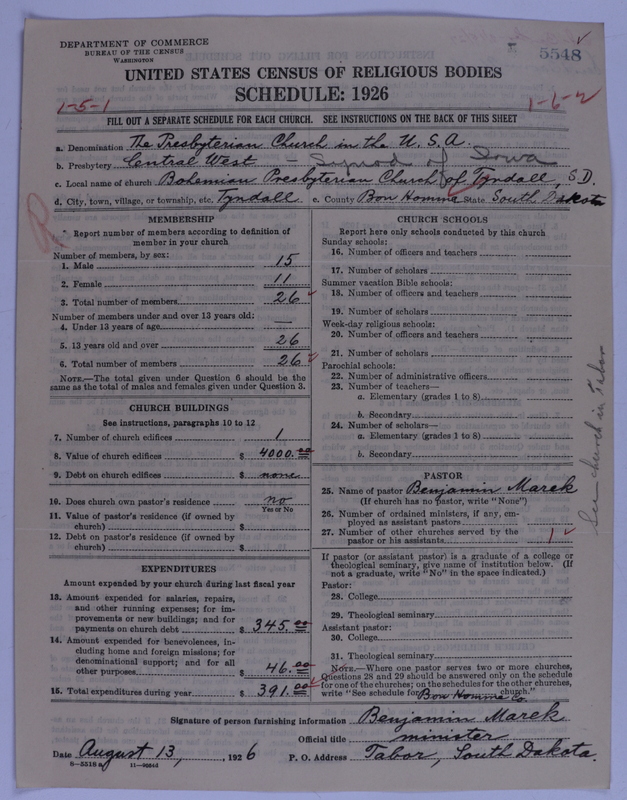 DEPARTMENT OF COMMERCE
BUREAU OF THE CENSUS
WASHINGTON
5548
UNITED STATES CENSUS OF RELIGIOUS BODIES
SCHEDULE: 1926
1-5-1
1-6-2
FILL OUT A SEPARATE SCHEDULE FOR EACH CHURCH. SEE INSTRUCTIONS ON THE BACK OF THIS SHEET
a. Denomination The Presbyterian Church in the U. S. A.
b. Presbytery Central West - Synod of Iowa
c. Local name of church Bohemian Presbyterian Church of Tyndall S.D.
d. City, town, village, or township, etc. Tyndall e. County Bon Homme State South Dakota
MEMBERSHIP
Report number of members according to definition of
member in your church
Number of members, by sex:
1. Male 15
2. Female 11
3. Total number of members 26
Number of members under and over 13 years old:
4. Under 13 years of age —
5. 13 years old and over 26
6. Total number of members 26
NOTE.—The total given under Question 6 should be the
same as the total of males and females given under Question 3.
CHURCH BUILDINGS
See instructions, paragraphs 10 to 12
7. Number of church edifices 1
8. Value of church edifices $ 4000.00
9. Debt on church edifices $ none
10. Does church own pastor's residence no
Yes or No
11. Value of pastor's residence (if owned by
church) $
12. Debt on pastor's residence (if owned by
church) $
EXPENDITURES
Amount expended by your church during last fiscal year
13. Amount expended for salaries, repairs,
and other running expenses; for im-
provements or new buildings; and for
payments on church debt $ 345.00
14. Amount expended for benevolences, in-
cluding home and foreign missions; for
denominational support; and for all
other purposes $ 46.00
15. Total expenditures during year $ 391.00
CHURCH SCHOOLS
Report here only schools conducted by this church
Sunday schools:
16. Number of officers and teachers
17. Number of scholars
Summer vacation Bible schools:
18. Number of officers and teachers
19. Number of scholars
Week-day religious schools:
20. Number of officers and teachers
21. Number of scholars
Parochial schools:
22. Number of administrative officers
23. Number of teachers—
a. Elementary (grades 1 to 8)
b. Secondary
24. Number of scholars—
a. Elementary (grades 1 to 8)
b. Secondary
See church in Tabor
PASTOR
25. Name of pastor Benjamin Marek
(If church has no pastor, write "None")
26. Number of ordained ministers, if any, em-
ployed as assistant pastors
27. Number of other churches served by the
pastor or his assistants 1
If pastor (or assistant pastor) is a graduate of a college or
theological seminary, give name of institution below. (If
not a graduate, write "No" in the space indicated.)
Pastor:
28. College
29. Theological seminary
Assistant pastor:
30. College
31. Theological seminary
NOTE.—Where one pastor serves two or more churches,
Questions 28 and 29 should be answered only on the schedule
for one of the churches; on the schedules for the other churches,
write "See schedule for Bon Homme Co. church."
Signature of person furnishing information Benjamin Marek
Official title minister
Date August 13, 1926 P. O. Address Tabor, South Dakota.